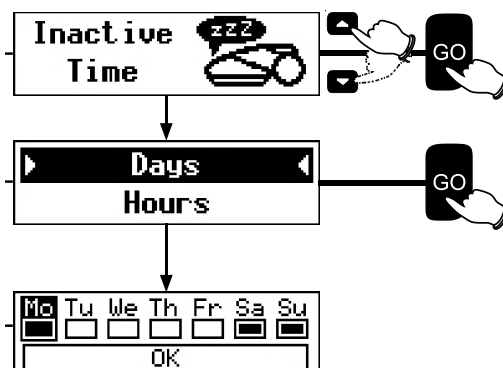 Inactive
Time
zzZ
GO
Days
Hours
GO
Mo Tu We Th Fr Sa Su
OK